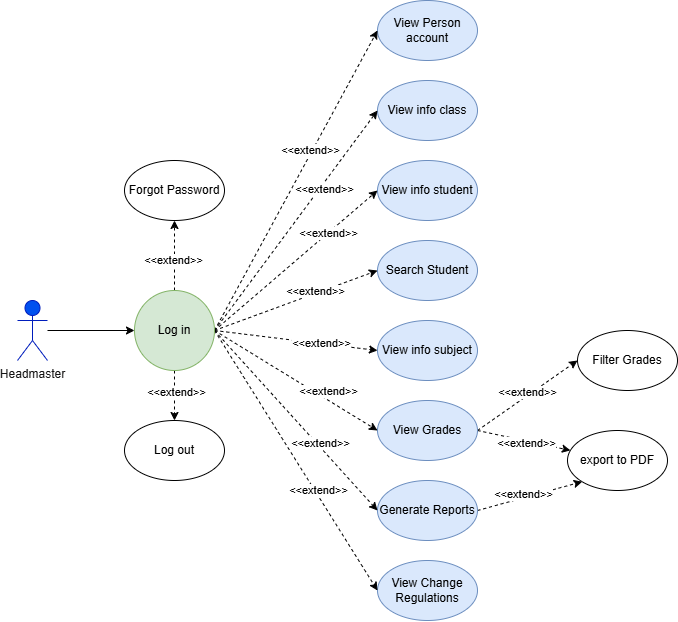 View Person
account
View info class
<<extend>>
Forgot Password
<<extend>>
View info student
<<extend>>
<<extend>>
Search Student
<<extend>>
Log in
<<extend>>
View info subject
Filter Grades
Headmaster
<<extend>>
<<extend>>
<<extend>>
View Grades
Log out
<<extend>>
<<extend>>
export to PDF
<<extend>>
<<extend>>
Generate Reports
View Change
Regulations